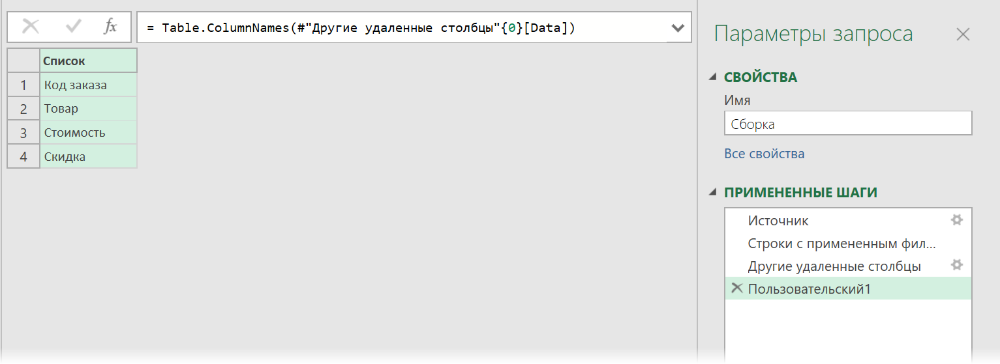 fx
= Table.ColumnNames(#"Другие удаленные столбцы"{0}[Data])
Список
1 Код заказа
2 Товар
3 Стоимость
4 Скидка
Параметры запроса
СВОЙСТВА
Имя
Сборка
Все свойства
ПРИМЕНЕННЫЕ ШАГИ
Источник
Строки с примененным фил...
Другие удаленные столбцы
Пользовательский1